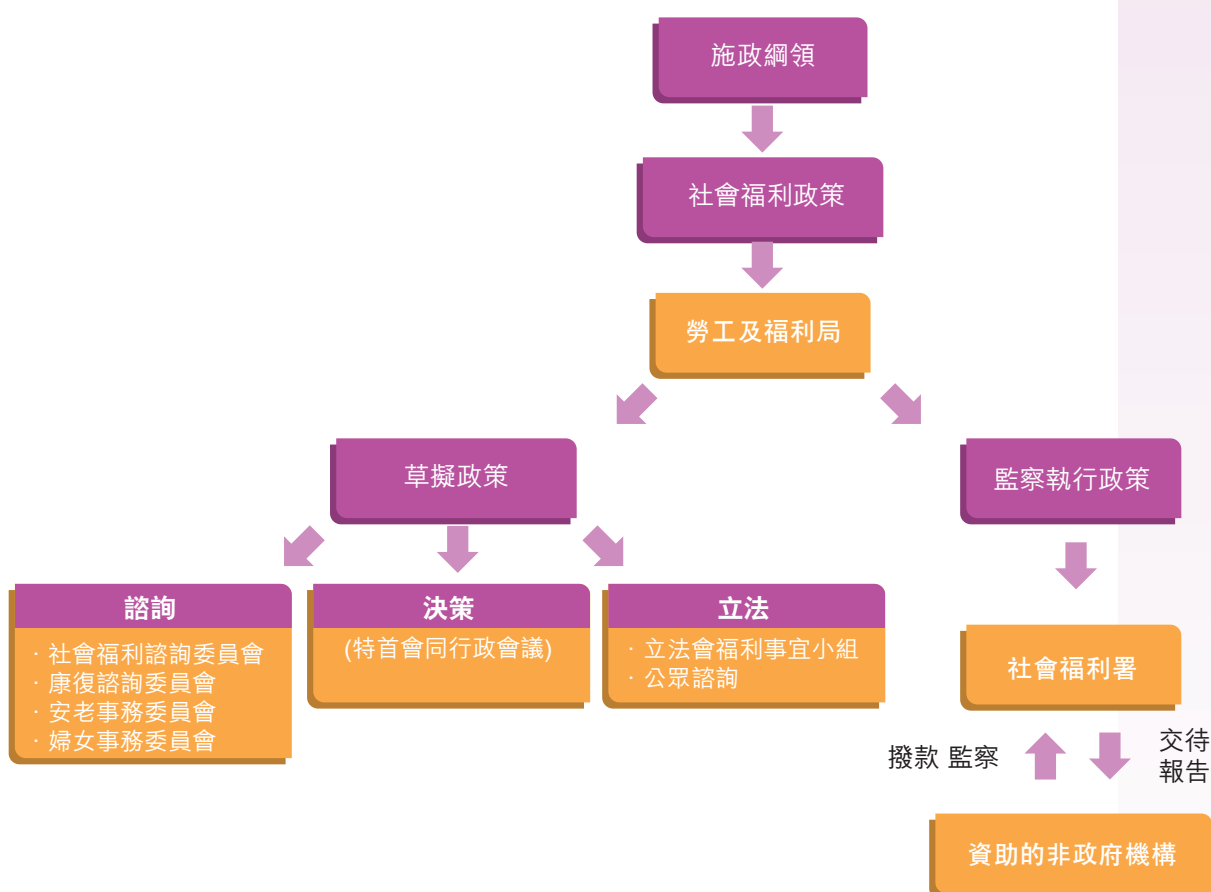 施政綱領
社會福利政策
勞工及福利局
草擬政策
監察執行政策
諮詢
· 社會福利諮詢委員會
· 康復諮詢委員會
· 安老事務委員會
· 婦女事務委員會
決策
(特首會同行政會議)
立法
· 立法會福利事宜小組
· 公眾諮詢
社會福利署
撥款 監察
交待
報告
資助的非政府機構